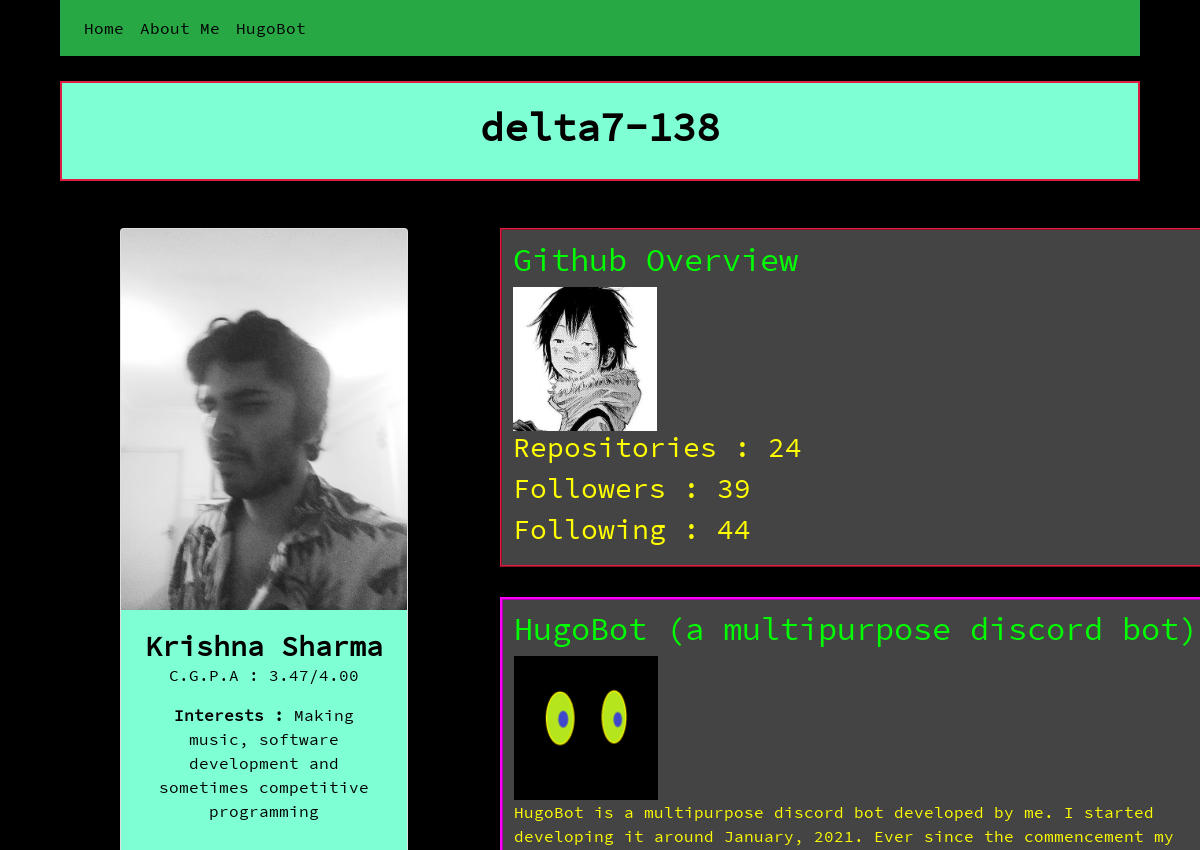 Home About Me HugoBot
delta7-138
Krishna Sharma
C.G.P.A : 3.47/4.00
Interests : Making
music, software
development and
sometimes competitive
programming
Github Overview
Repositories : 24
Followers : 39
Following : 44
HugoBot (a multipurpose discord bot)
HugoBot is a multipurpose discord bot developed by me. I started
developing it around January, 2021. Ever since the commencement my